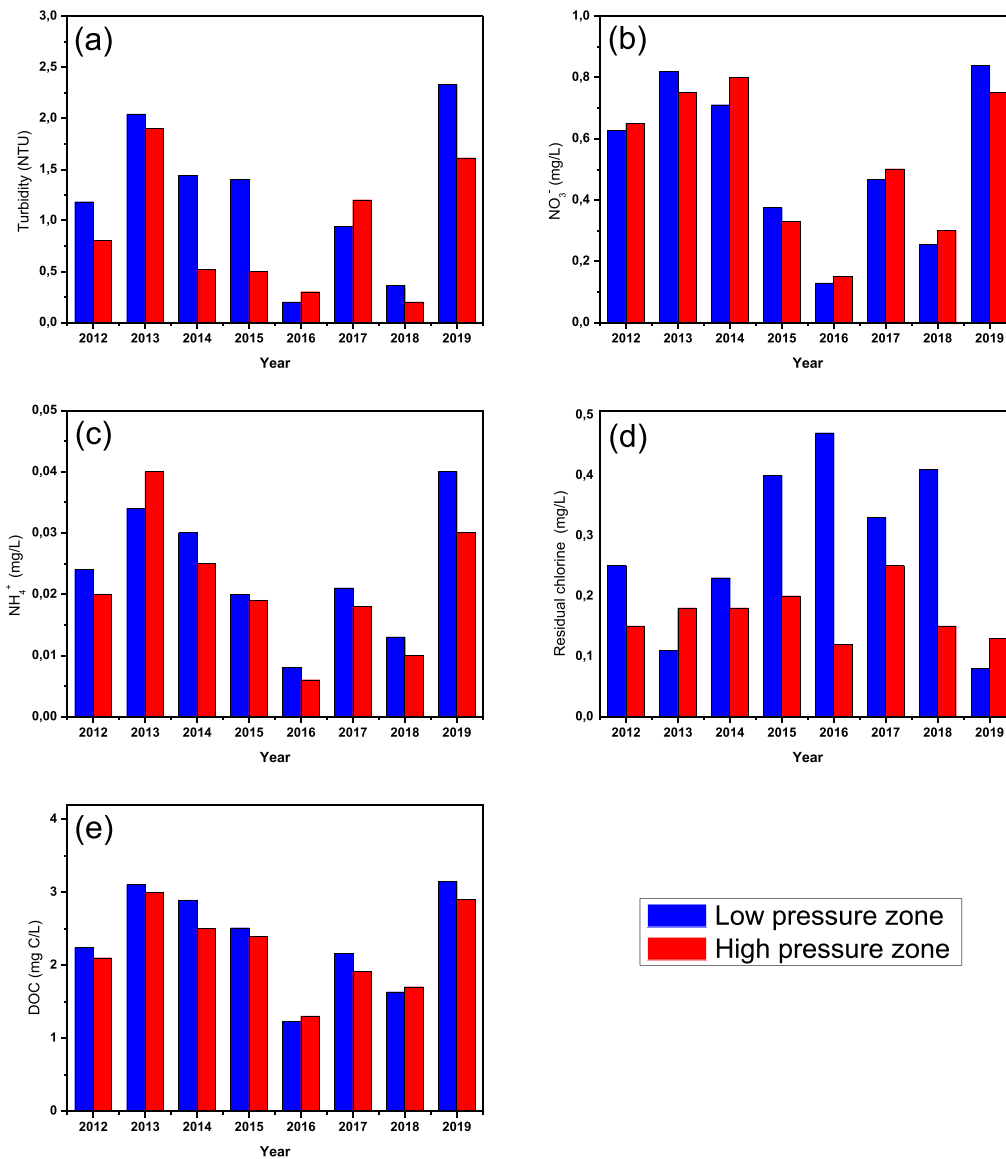 (a)
3,0
2,5
2,0
1,5
1,0
0,5
0,0
Turbidity (NTU)
2012 2013 2014 2015 2016 2017 2018 2019
Year
(b)
1,0
0,8
0,6
0,4
0,2
0,0
NO₃⁻ (mg/L)
2012 2013 2014 2015 2016 2017 2018 2019
Year
(c)
0,05
0,04
0,03
0,02
0,01
0,00
NH₄⁺ (mg/L)
2012 2013 2014 2015 2016 2017 2018 2019
Year
(d)
0,5
0,4
0,3
0,2
0,1
0,0
Residual chlorine (mg/L)
2012 2013 2014 2015 2016 2017 2018 2019
Year
(e)
4
3
2
1
0
DOC (mg C/L)
2012 2013 2014 2015 2016 2017 2018 2019
Year
Low pressure zone
High pressure zone